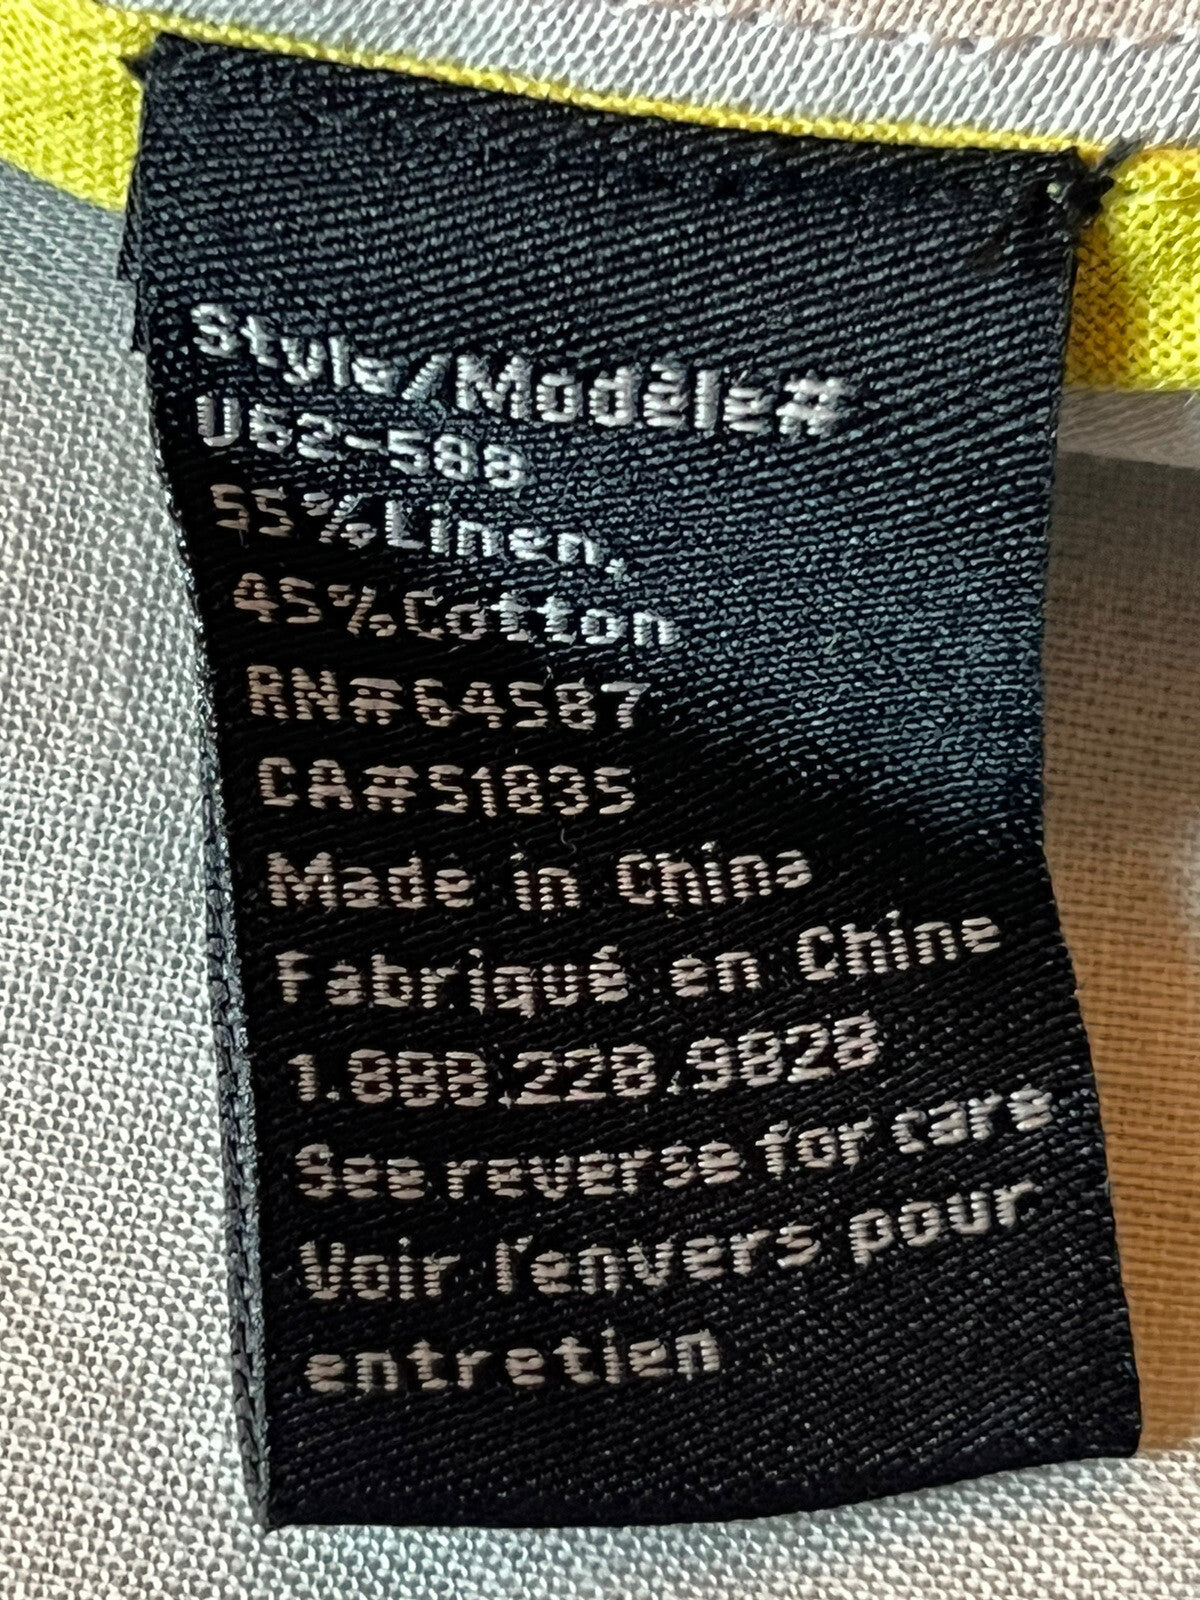 Style/Modèle#
U62-588
55%Linen,
45%Cotton
RN#64587
CA#51835
Made in China
Fabriqué en Chine
1.888.220.9828
See reverse for care
Voir l'envers pour
entretien